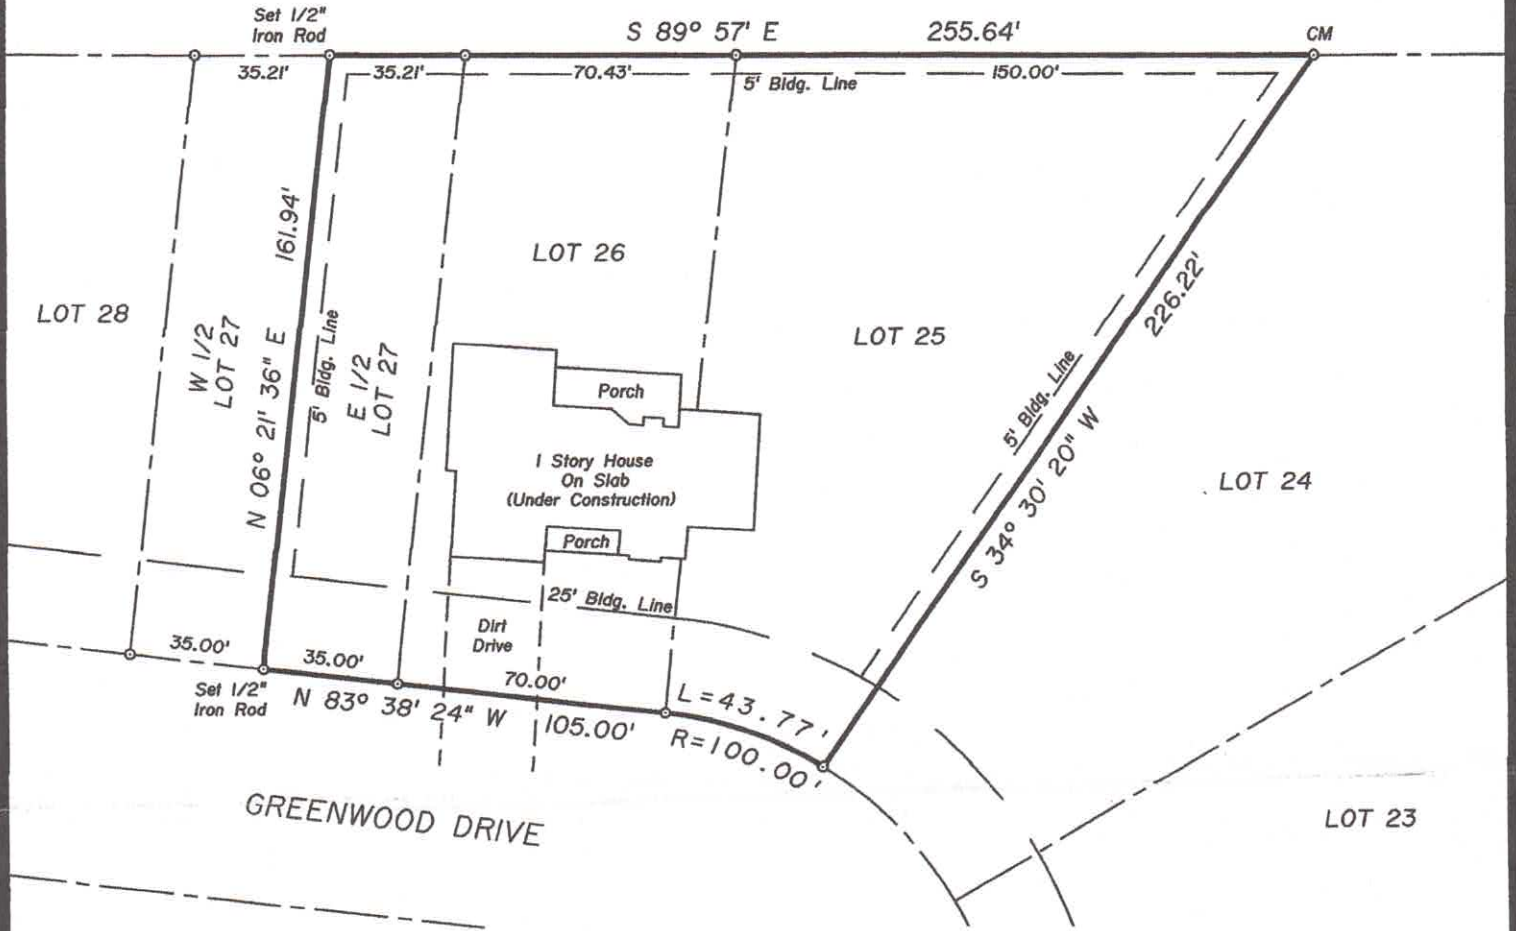 Set 1/2"
Iron Rod
S 89° 57' E
255.64'
CM
35.21'
35.21'
70.43'
5' Bldg. Line
150.00'
N 06° 21' 36" E
161.94'
LOT 28
W 1/2
LOT 27
5' Bldg. Line
E 1/2
LOT 27
LOT 26
LOT 25
226.22'
5' Bldg. Line
S 34° 30' 20" W
LOT 24
Porch
1 Story House
On Slab
(Under Construction)
Porch
25' Bldg. Line
Dirt
Drive
35.00'
35.00'
70.00'
Set 1/2"
Iron Rod
N 83° 38' 24" W
105.00'
L=43.77'
R=100.00'
GREENWOOD DRIVE
LOT 23